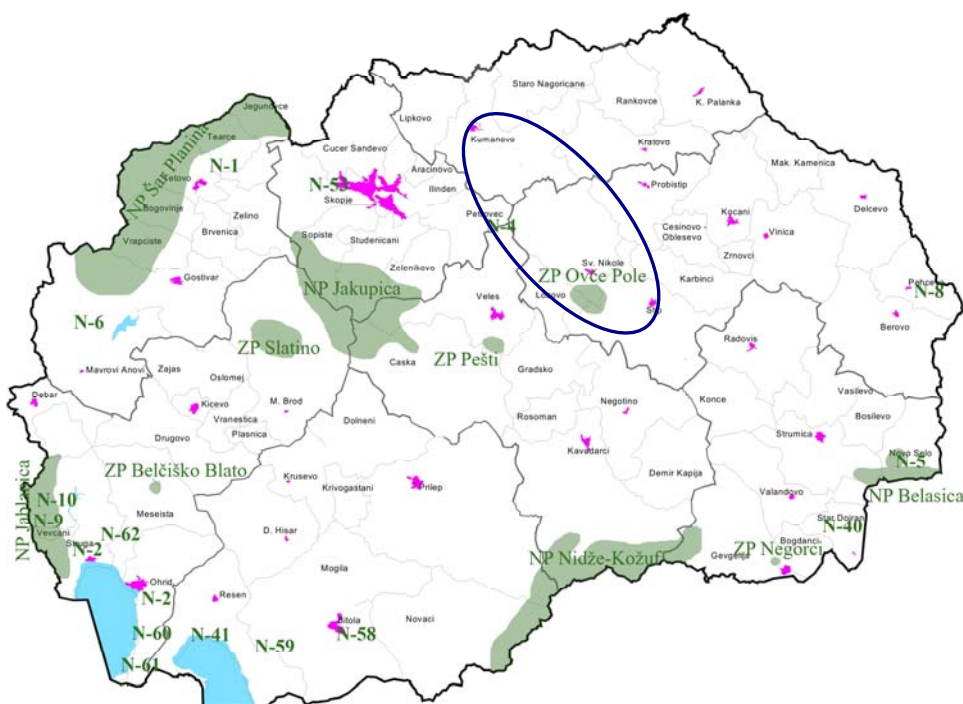 Staro Nagoricane
Rankovce
K. Palanka
Jegunovce
Lipkovo
Tearce
Kumanovo
Kratovo
Cucer Sandevo
Aracinovo
Mak. Kamenica
NP Šar Planina
Tetovo
N-1
N-53
Ilinden
Skopje
Probistip
Bogovinje
Zelino
Petrovec
N-4
Kocani
Delcevo
Vrapciste
Brvenica
Sopiste
Studenicani
Cesinovo -
Oblesevo
Vinica
Zrnovci
Zelenikovo
Sv. Nikole
ZP Ovče Pole
Karbinci
Gostivar
NP Jakupica
Lozovo
Stip
Pehcevo
N-8
Veles
Berovo
N-6
ZP Slatino
ZP Pešti
Radovis
Caska
Mavrovi Anovi
Zajas
Oslomej
Gradsko
Vasilevo
Debar
Kicevo
M. Brod
Negotino
Konce
Bosilevo
Vranestica
Plasnica
Dolneni
Rosoman
Strumica
Drugovo
Kavadarci
Novo Selo
N-5
ZP Belčiško Blato
Demir Kapija
NP Jablanica
N-10
Krusevo
Krivogastani
Prilep
Valandovo
NP Belasica
N-9
Meseista
Stat Dojran
Vevcani
N-62
D. Hisar
N-40
Bogdanci
Struga
N-2
NP Nidže-Kožuff
Gevgelija
ZP Negorci
Mogila
Ohrid
N-2
Resen
Bitola
Novaci
N-60
N-41
N-59
N-58
N-61